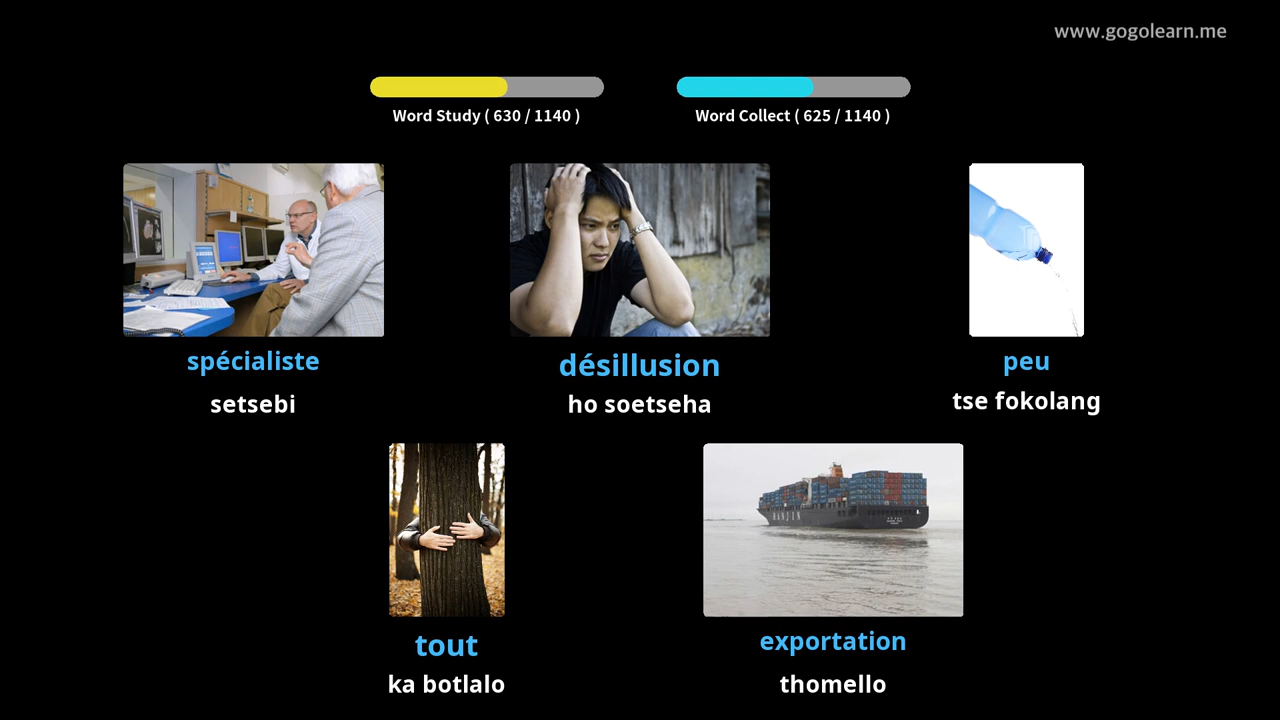 www.gogolearn.me
Word Study ( 630 / 1140 )
Word Collect ( 625 / 1140 )
spécialiste
setsebi
désillusion
ho soetseha
peu
tse fokolang
tout
ka botlalo
exportation
thomello
HANJIN